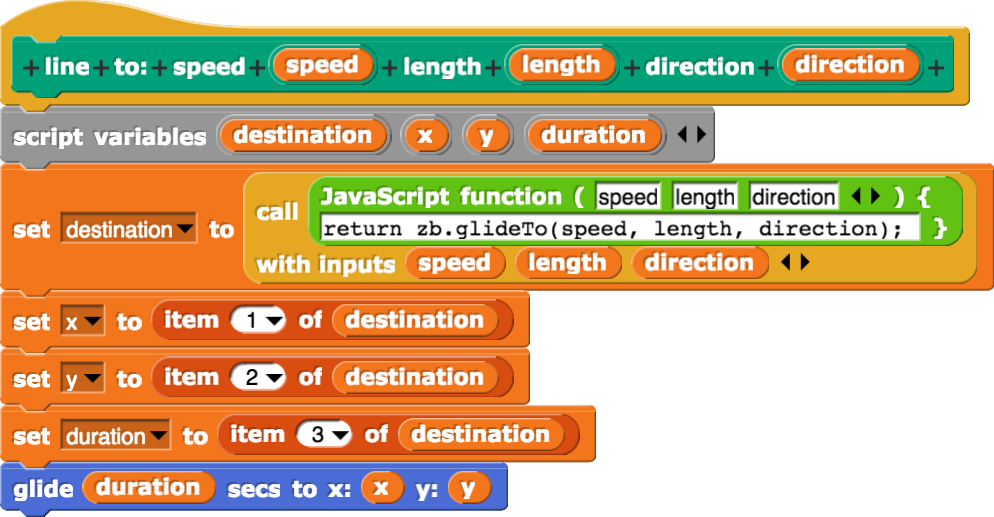 + line + to: + speed + speed + length + length + direction + direction +
script variables destination x y duration
set destination to call JavaScript function ( speed length direction ) {
return zb.glideTo(speed, length, direction); }
with inputs speed length direction
set x to item 1 of destination
set y to item 2 of destination
set duration to item 3 of destination
glide duration secs to x: x y: y